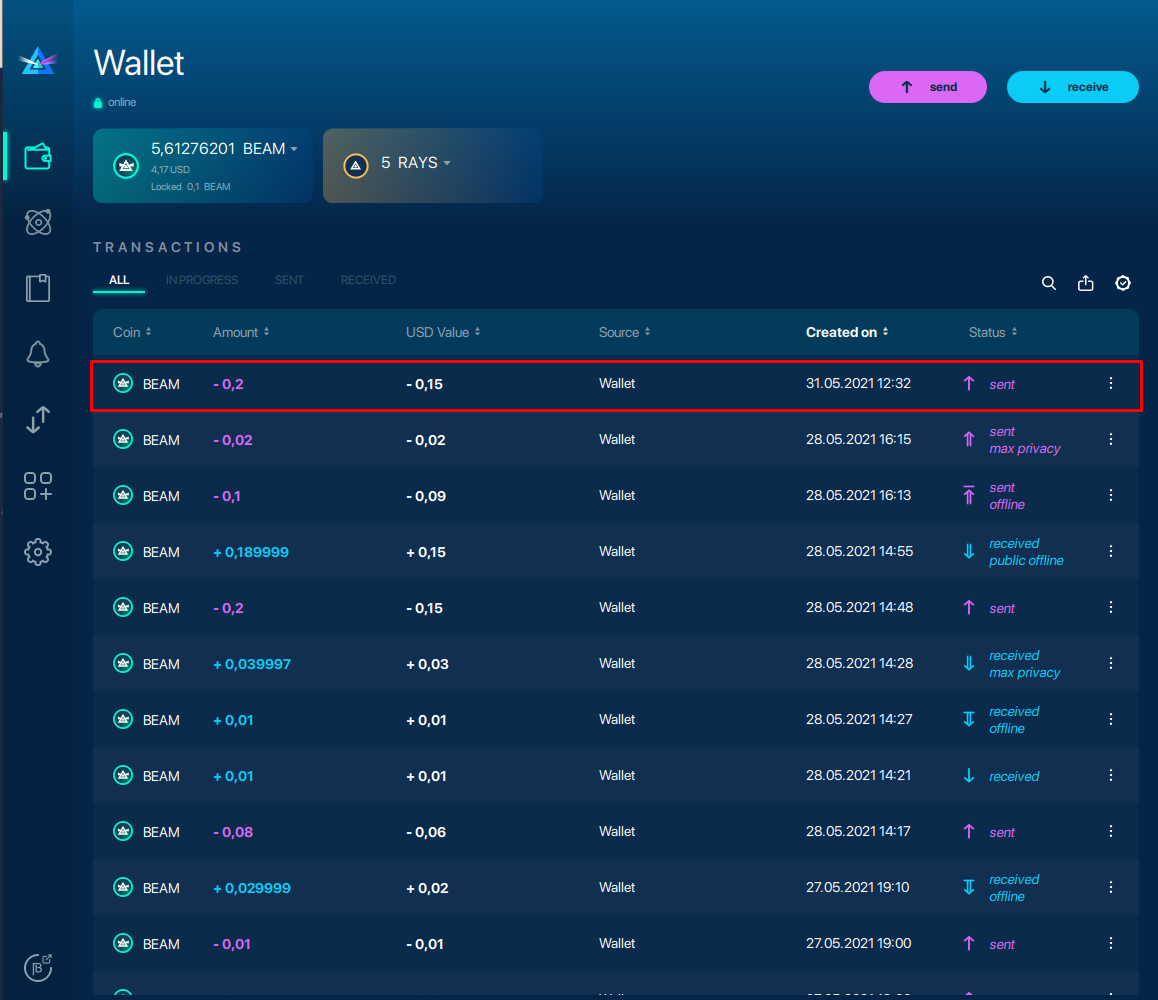 Wallet
online
send
receive
5,61276201 BEAM
4,17 USD
Locked 0,1 BEAM
5 RAYS
TRANSACTIONS
ALL IN PROGRESS SENT RECEIVED
Coin Amount USD Value Source Created on Status
BEAM - 0,2 - 0,15 Wallet 31.05.2021 12:32 sent
BEAM - 0,02 - 0,02 Wallet 28.05.2021 16:15 sent
max privacy
BEAM - 0,1 - 0,09 Wallet 28.05.2021 16:13 sent
offline
BEAM + 0,189999 + 0,15 Wallet 28.05.2021 14:55 received
public offline
BEAM - 0,2 - 0,15 Wallet 28.05.2021 14:48 sent
BEAM + 0,039997 + 0,03 Wallet 28.05.2021 14:28 received
max privacy
BEAM + 0,01 + 0,01 Wallet 28.05.2021 14:27 received
offline
BEAM + 0,01 + 0,01 Wallet 28.05.2021 14:21 received
BEAM - 0,08 - 0,06 Wallet 28.05.2021 14:17 sent
BEAM + 0,029999 + 0,02 Wallet 27.05.2021 19:10 received
offline
BEAM - 0,01 - 0,01 Wallet 27.05.2021 19:00 sent